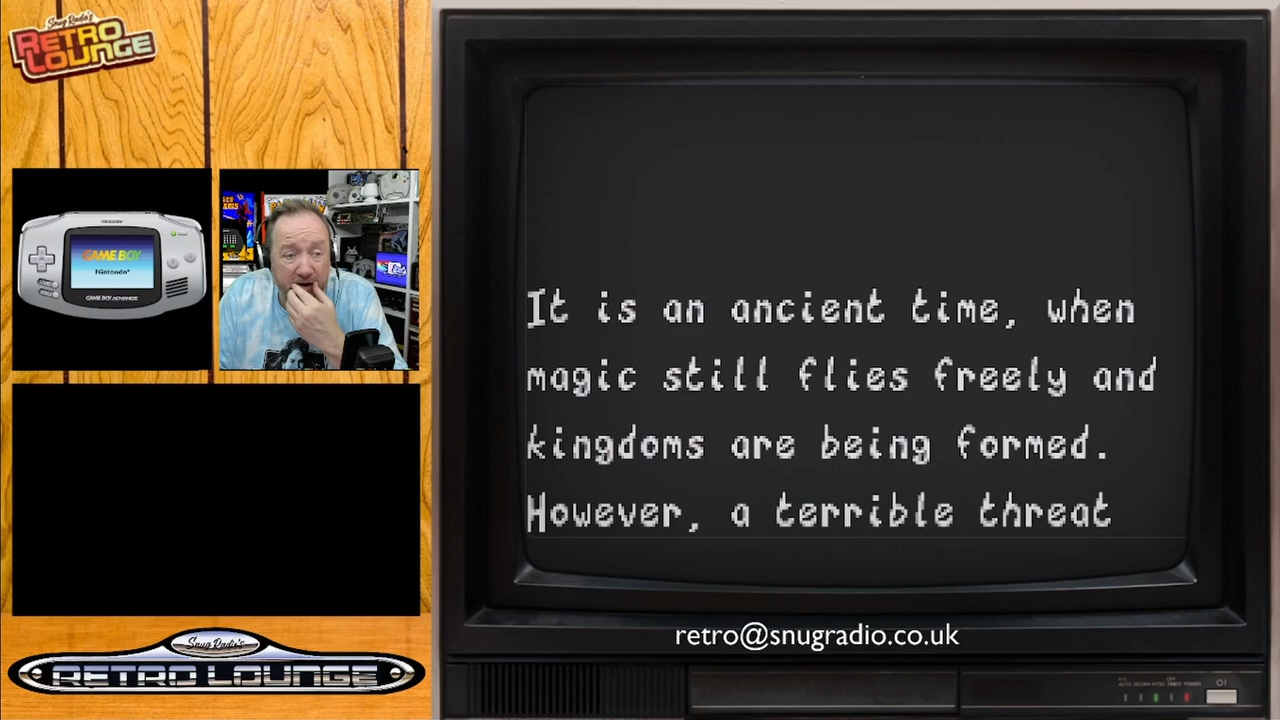 Snug Radio's
RETRO
LOUNGE
GAME BOY
Nintendo
GAME BOY ADVANCE
It is an ancient time, when
magic still flies freely and
kingdoms are being formed.
However, a terrible threat
retro@snugradio.co.uk
Snug Radio's
RETRO LOUNGE